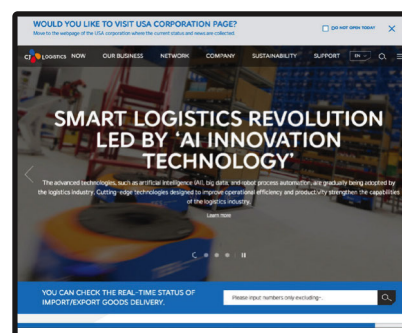 WOULD YOU LIKE TO VISIT USA CORPORATION PAGE?
Move to the webpage of the USA corporation where the current status and news are collected.
DO NOT OPEN TODAY
CJ LOGISTICS NOW OUR BUSINESS NETWORK COMPANY SUSTAINABILITY SUPPORT EN
SMART LOGISTICS REVOLUTION
LED BY 'AI INNOVATION
TECHNOLOGY'
The advanced technologies, such as artificial intelligence (AI), big data, and robot process automation, are gradually being adopted by
the logistics industry. Cutting-edge technologies designed to improve operational efficiency and productivity strengthen the capabilities
of the logistics industry.
Learn more
YOU CAN CHECK THE REAL-TIME STATUS OF
IMPORT/EXPORT GOODS DELIVERY.
Please input numbers only excluding-.